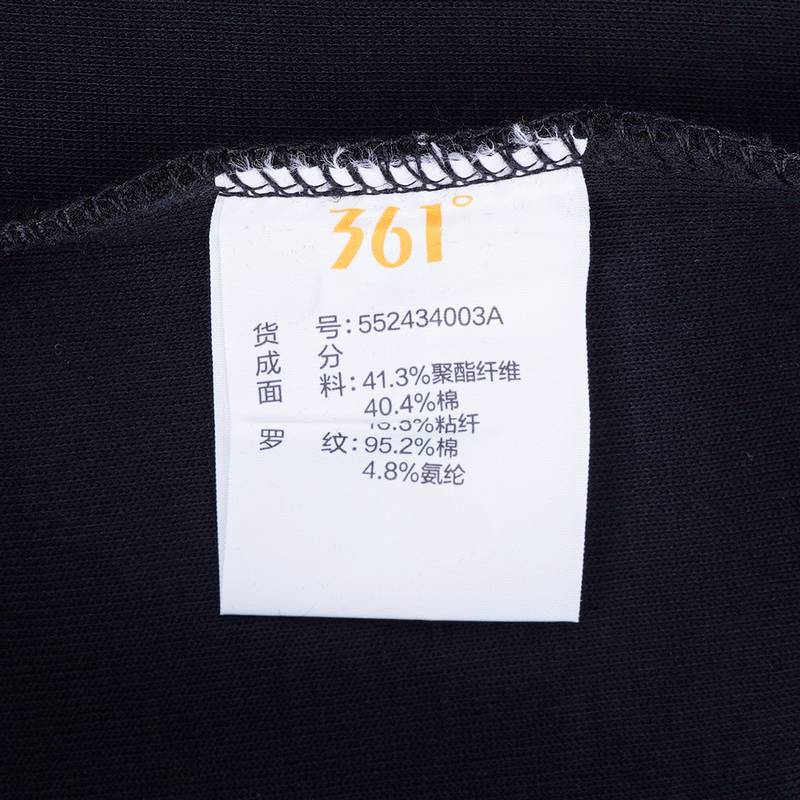 361°
货 号:552434003A
成 分
面 料:41.3%聚酯纤维
40.4%棉
粘纤
罗 纹:95.2%棉
4.8%氨纶